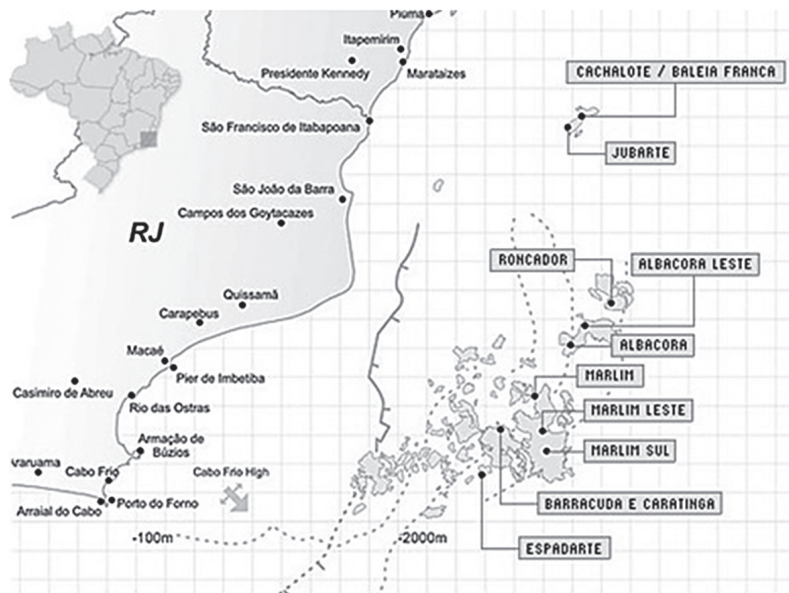 Piúma
Itapemirim
Presidente Kennedy
Marataízes
CACHALOTE / BALEIA FRANCA
São Francisco de Itabapoana
JUBARTE
São João da Barra
Campos dos Goytacazes
RJ
RONCADOR
ALBACORA LESTE
Quissamã
Carapebus
ALBACORA
Macaé
Pier de Imbetiba
MARLIM
Casimiro de Abreu
Rio das Ostras
MARLIM LESTE
Armação de
Búzios
MARLIM SUL
varuama
Cabo Frio
Cabo Frio High
Arraial do Cabo
Porto do Forno
BARRACUDA E CARATINGA
-100m
-2000m
ESPADARTE